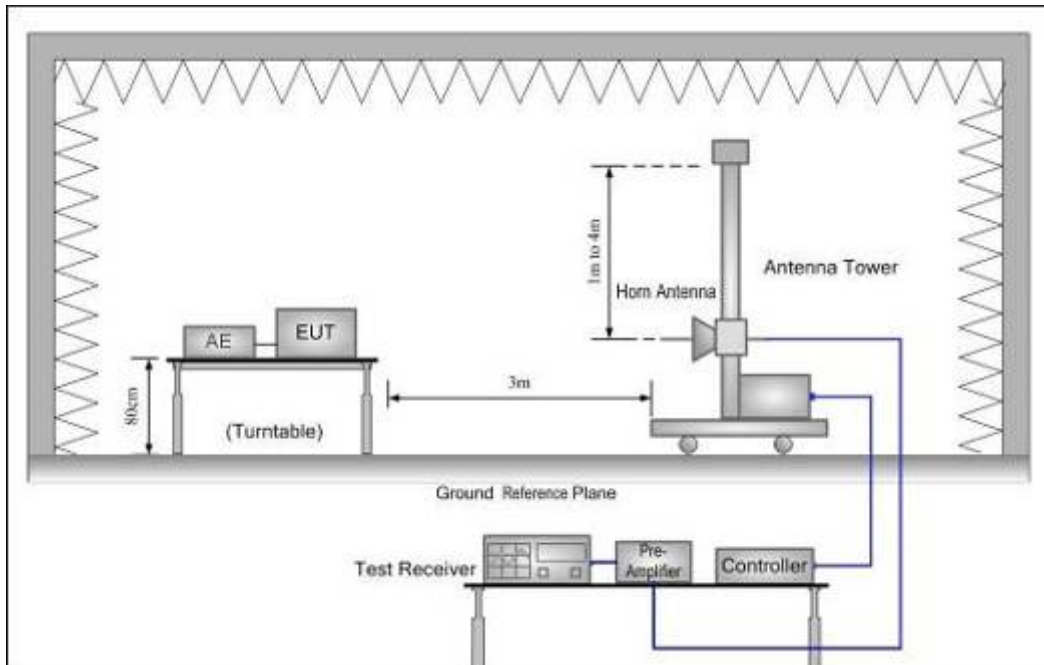 1m to 4m
Antenna Tower
Horn Antenna
AE
EUT
3m
80cm
(Turntable)
Ground Reference Plane
Test Receiver
Pre-
Amplifier
Controller